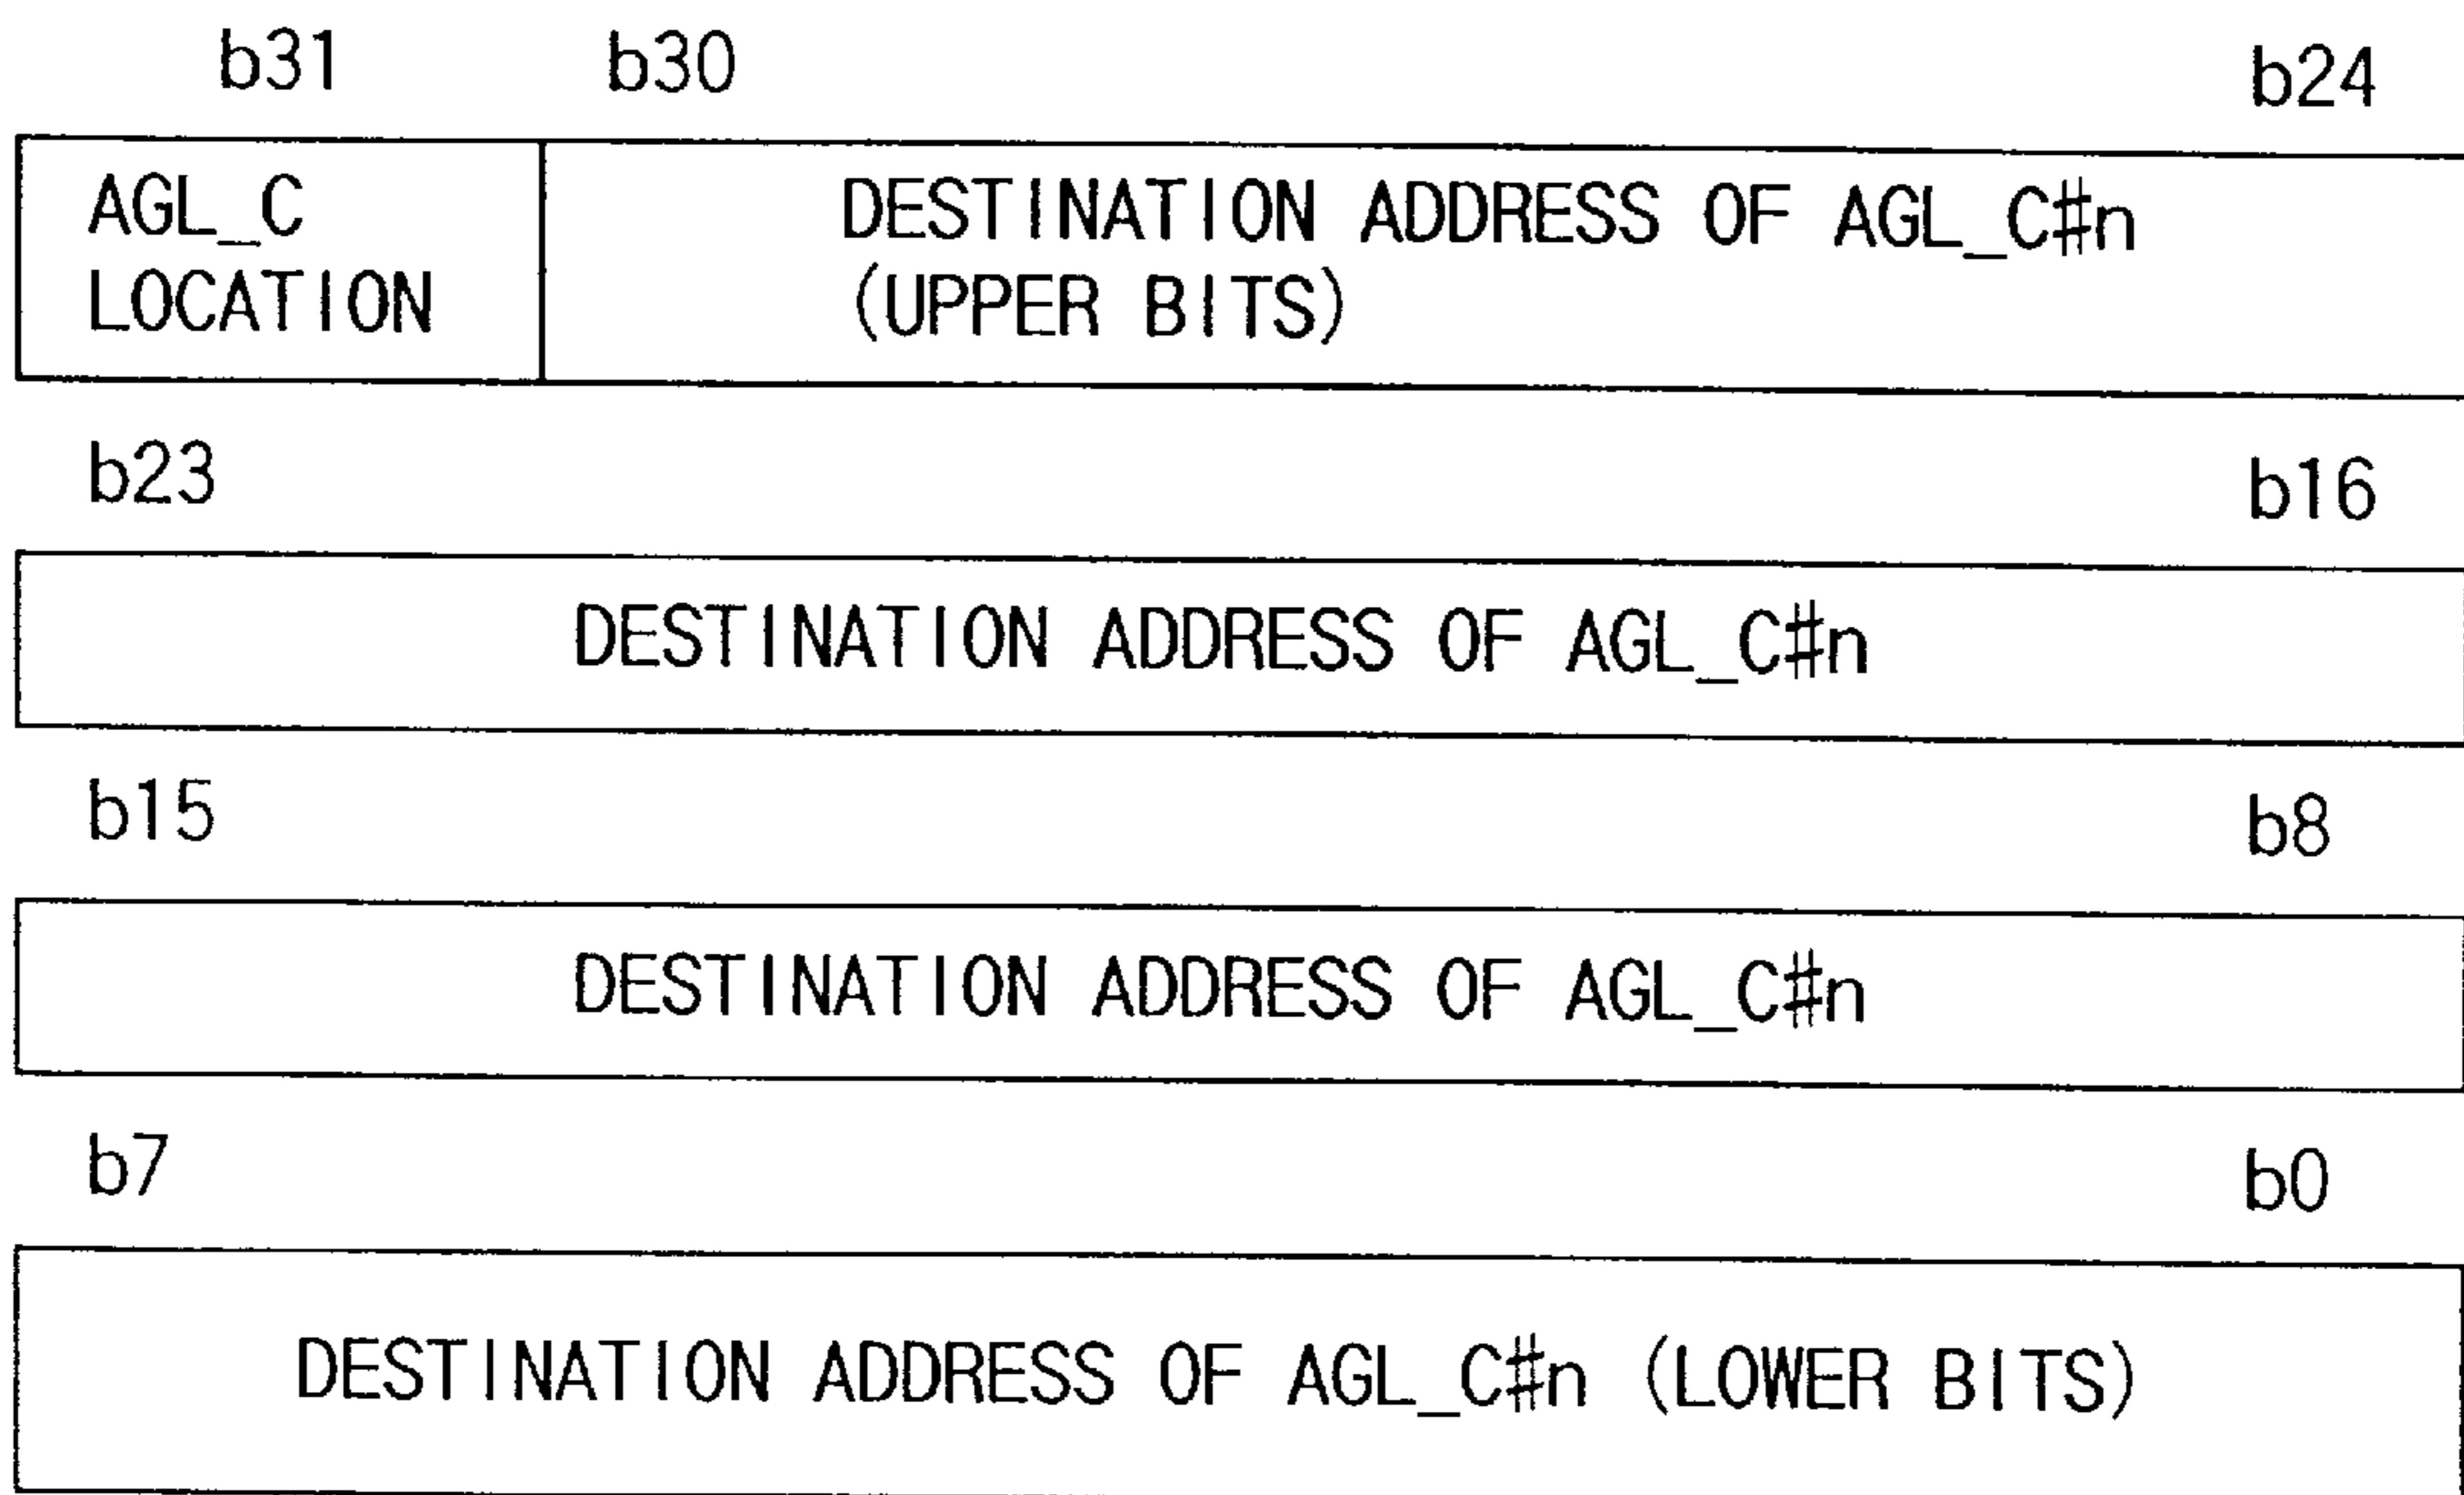 b31 b30 b24
AGL_C
LOCATION
DESTINATION ADDRESS OF AGL_C#n
(UPPER BITS)
b23 b16
DESTINATION ADDRESS OF AGL_C#n
b15 b8
DESTINATION ADDRESS OF AGL_C#n
b7 b0
DESTINATION ADDRESS OF AGL_C#n (LOWER BITS)